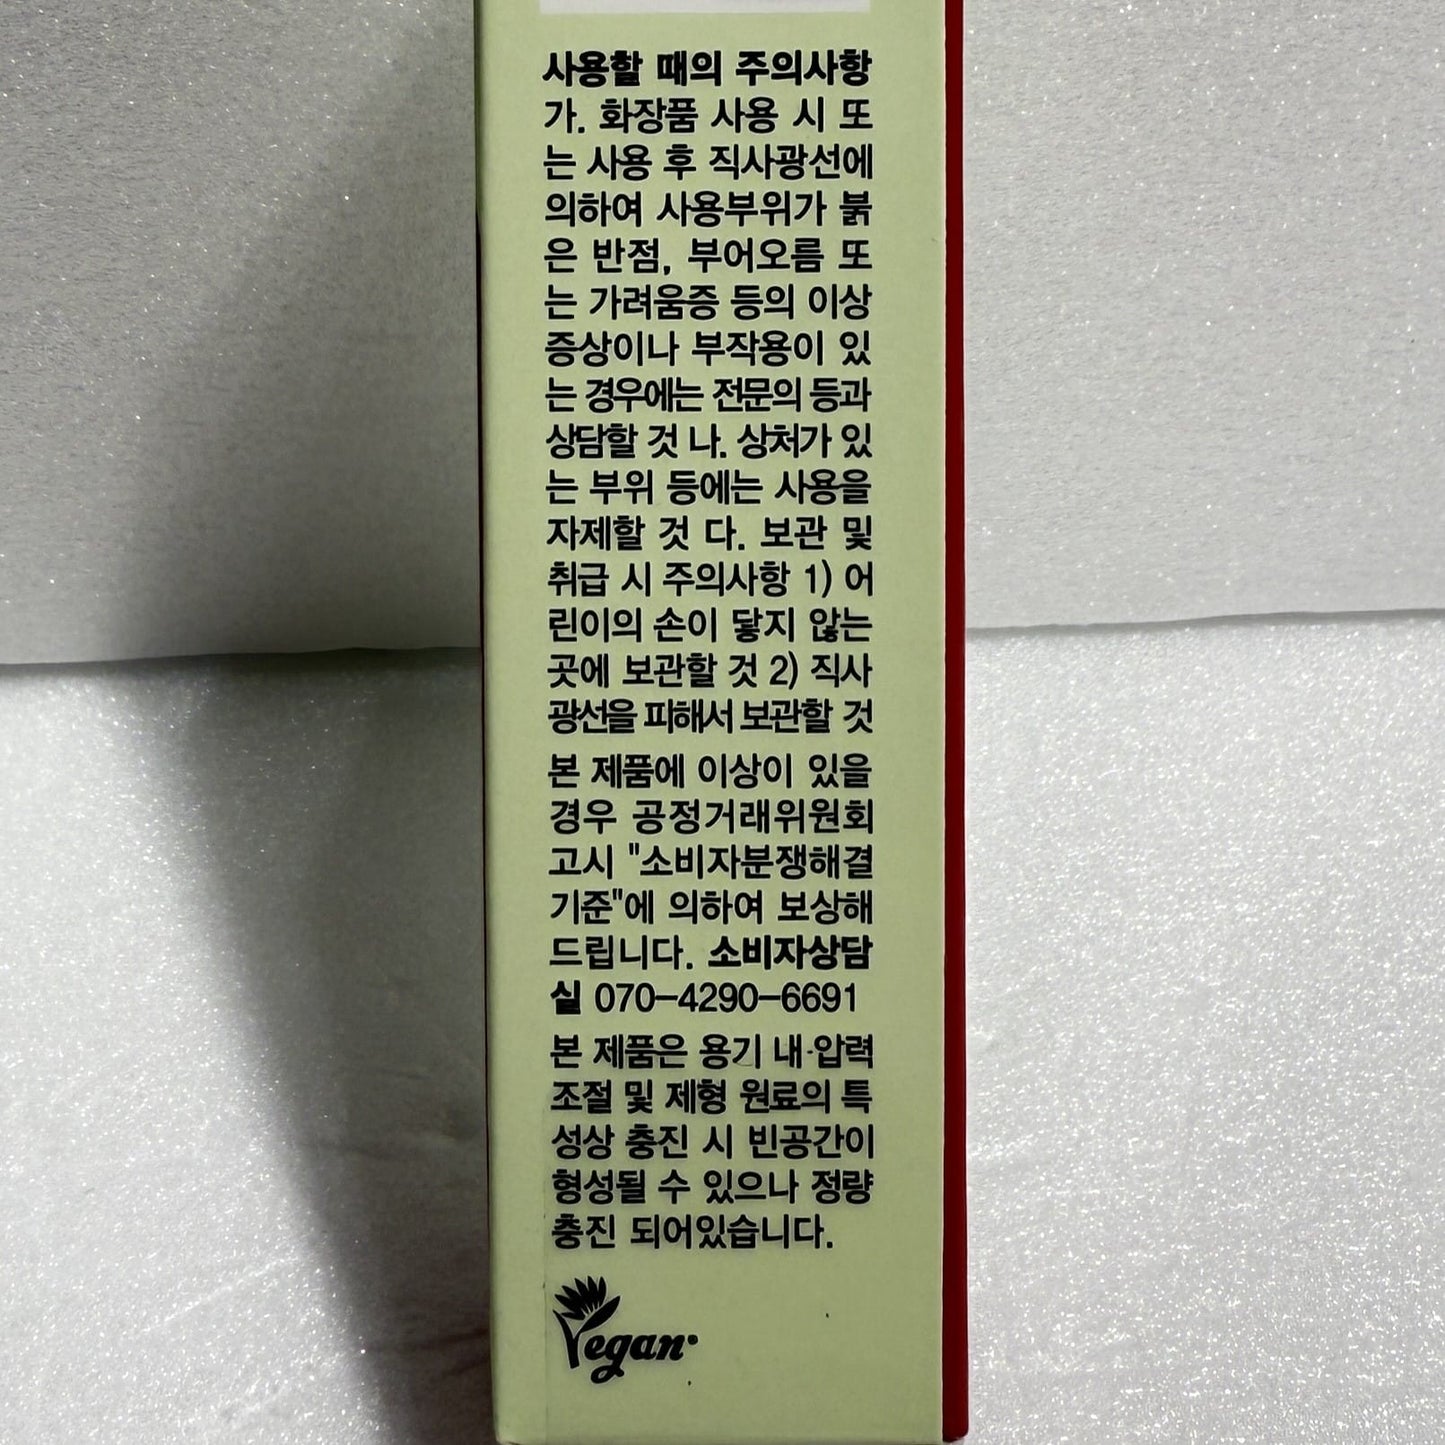 사용할 때의 주의사항
가. 화장품 사용 시 또
는 사용 후 직사광선에
의하여 사용부위가 붉
은 반점, 부어오름 또
는 가려움증 등의 이상
증상이나 부작용이 있
는 경우에는 전문의 등과
상담할 것 나. 상처가 있
는 부위 등에는 사용을
자제할 것 다. 보관 및
취급 시 주의사항 1) 어
린이의 손이 닿지 않는
곳에 보관할 것 2) 직사
광선을 피해서 보관할 것
본 제품에 이상이 있을
경우 공정거래위원회
고시 "소비자분쟁해결
기준"에 의하여 보상해
드립니다. 소비자상담
실 070-4290-6691
본 제품은 용기 내·압력
조절 및 제형 원료의 특
성상 충진 시 빈공간이
형성될 수 있으나 정량
충진 되어있습니다.
Vegan